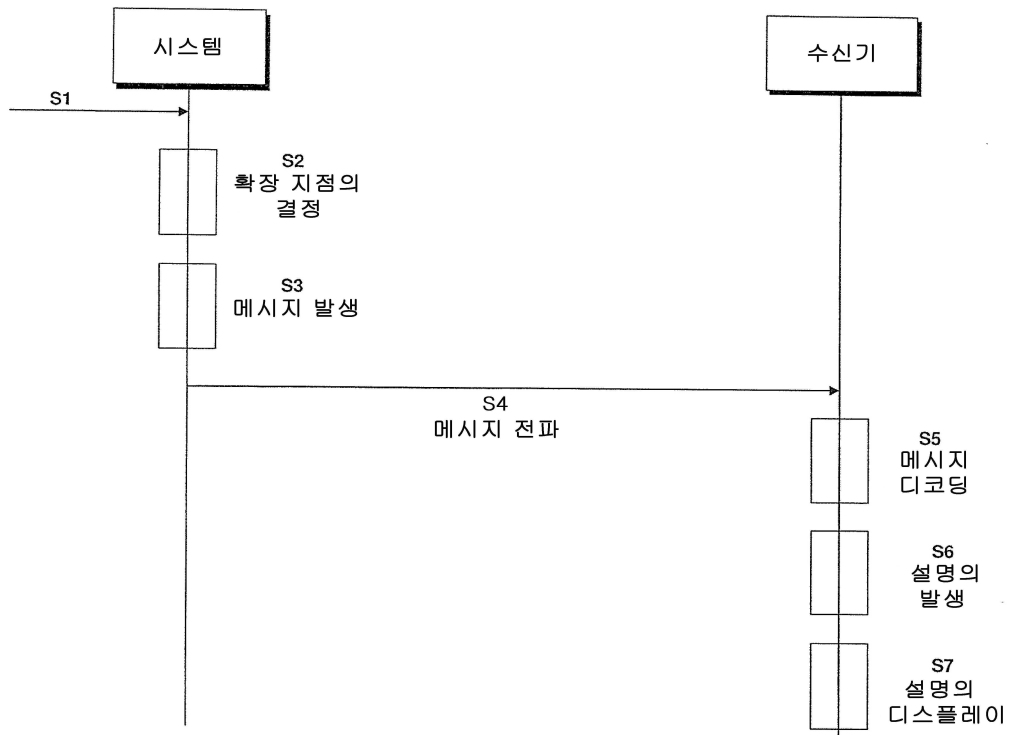 시스템
수신기
S1
S2
확장 지점의
결정
S3
메시지 발생
S4
메시지 전파
S5
메시지
디코딩
S6
설명의
발생
S7
설명의
디스플레이